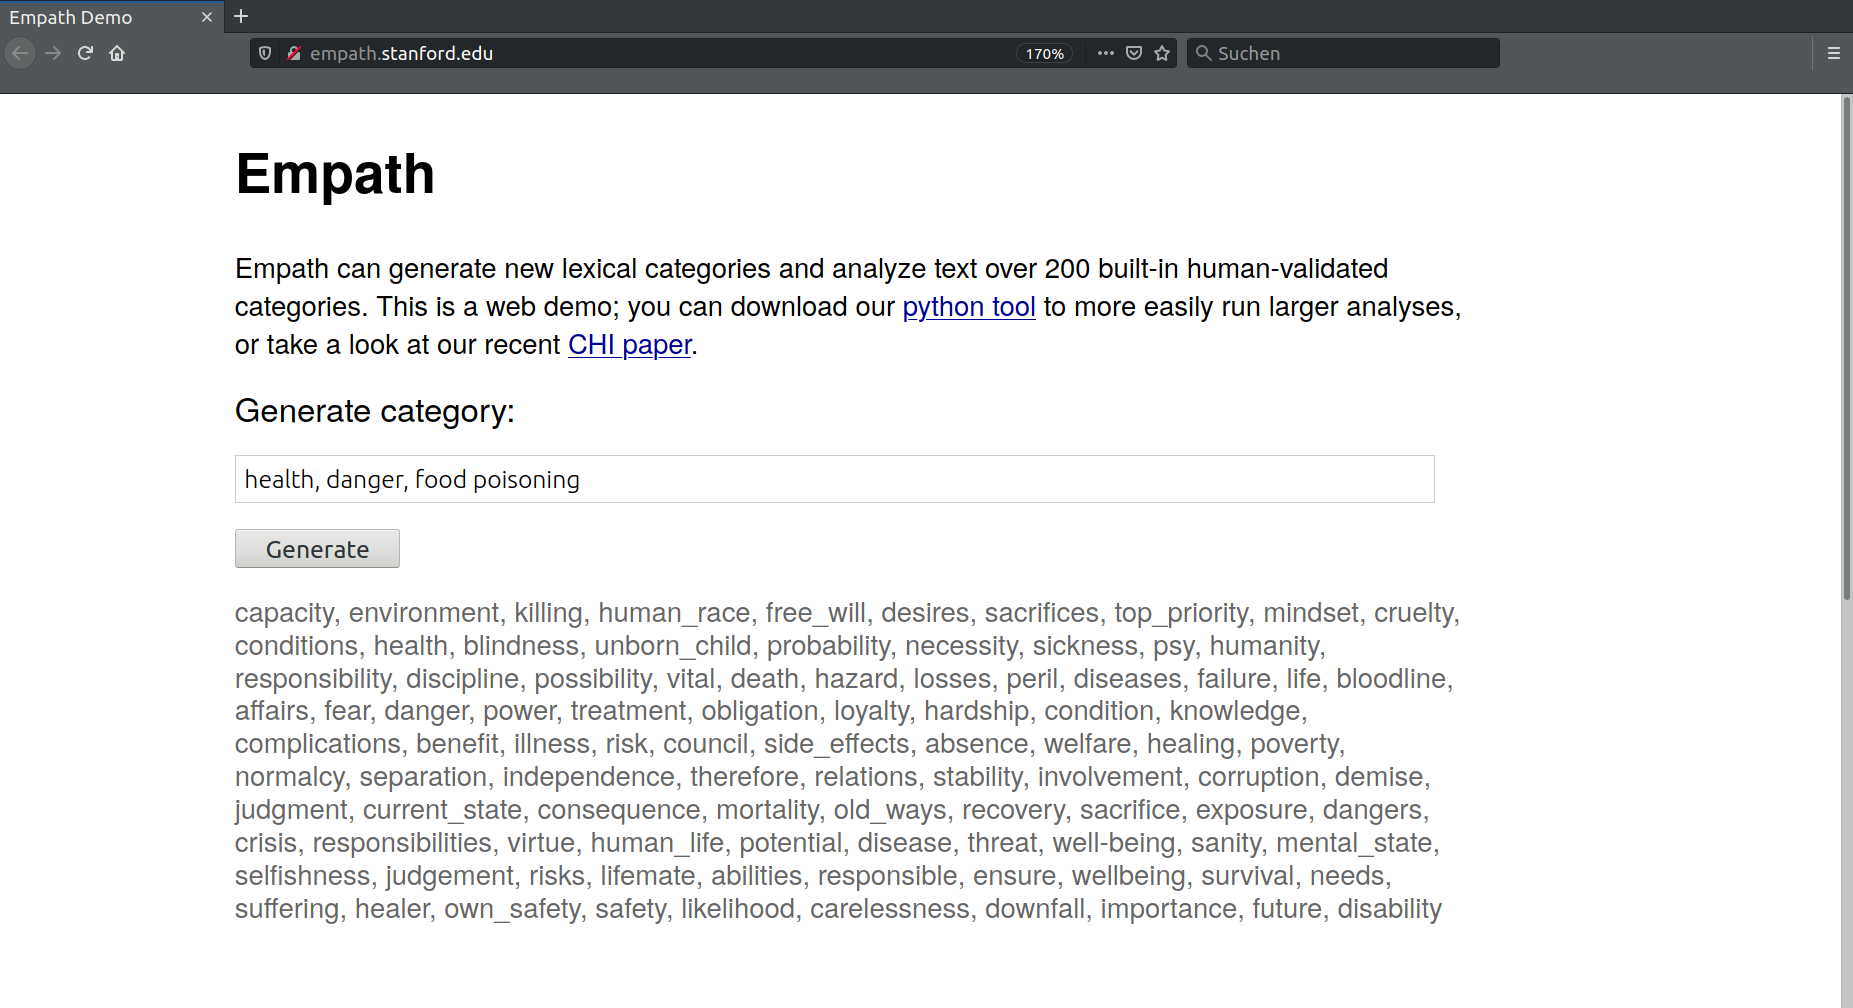 Empath Demo
empath.stanford.edu
170%
Suchen
Empath
Empath can generate new lexical categories and analyze text over 200 built-in human-validated
categories. This is a web demo; you can download our python tool to more easily run larger analyses,
or take a look at our recent CHI paper.
Generate category:
health, danger, food poisoning
Generate
capacity, environment, killing, human_race, free_will, desires, sacrifices, top_priority, mindset, cruelty,
conditions, health, blindness, unborn_child, probability, necessity, sickness, psy, humanity,
responsibility, discipline, possibility, vital, death, hazard, losses, peril, diseases, failure, life, bloodline,
affairs, fear, danger, power, treatment, obligation, loyalty, hardship, condition, knowledge,
complications, benefit, illness, risk, council, side_effects, absence, welfare, healing, poverty,
normalcy, separation, independence, therefore, relations, stability, involvement, corruption, demise,
judgment, current_state, consequence, mortality, old_ways, recovery, sacrifice, exposure, dangers,
crisis, responsibilities, virtue, human_life, potential, disease, threat, well-being, sanity, mental_state,
selfishness, judgement, risks, lifemate, abilities, responsible, ensure, wellbeing, survival, needs,
suffering, healer, own_safety, safety, likelihood, carelessness, downfall, importance, future, disability